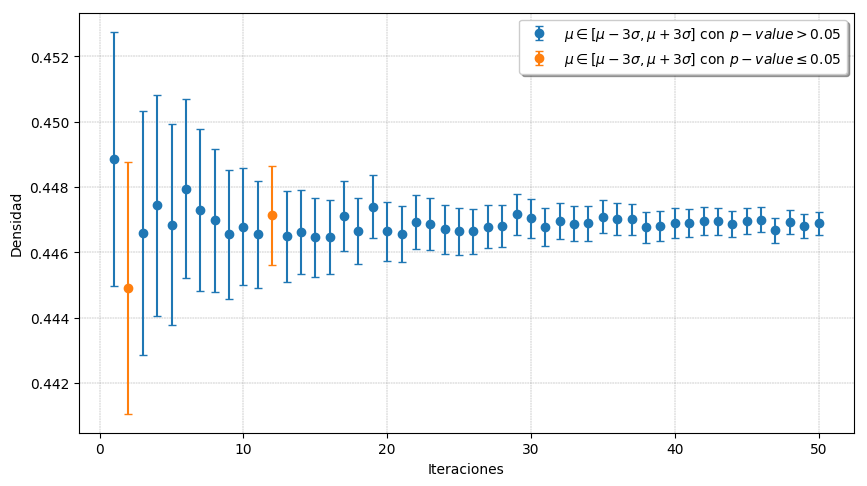 μ ∈ [μ − 3σ, μ + 3σ] con p − value > 0.05
μ ∈ [μ − 3σ, μ + 3σ] con p − value ≤ 0.05
Densidad
0.452
0.450
0.448
0.446
0.444
0.442
0 10 20 30 40 50
Iteraciones